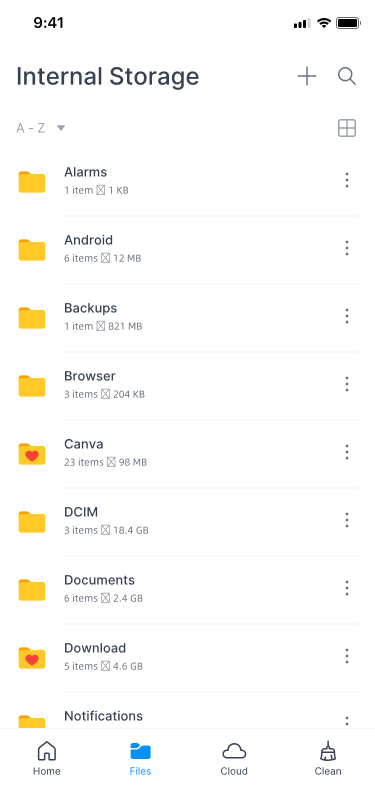 9:41
Internal Storage
A - Z
Alarms
1 item 1 KB
Android
6 items 12 MB
Backups
1 item 821 MB
Browser
3 items 204 KB
Canva
23 items 98 MB
DCIM
3 items 18.4 GB
Documents
6 items 2.4 GB
Download
5 items 4.6 GB
Notifications
Home
Files
Cloud
Clean